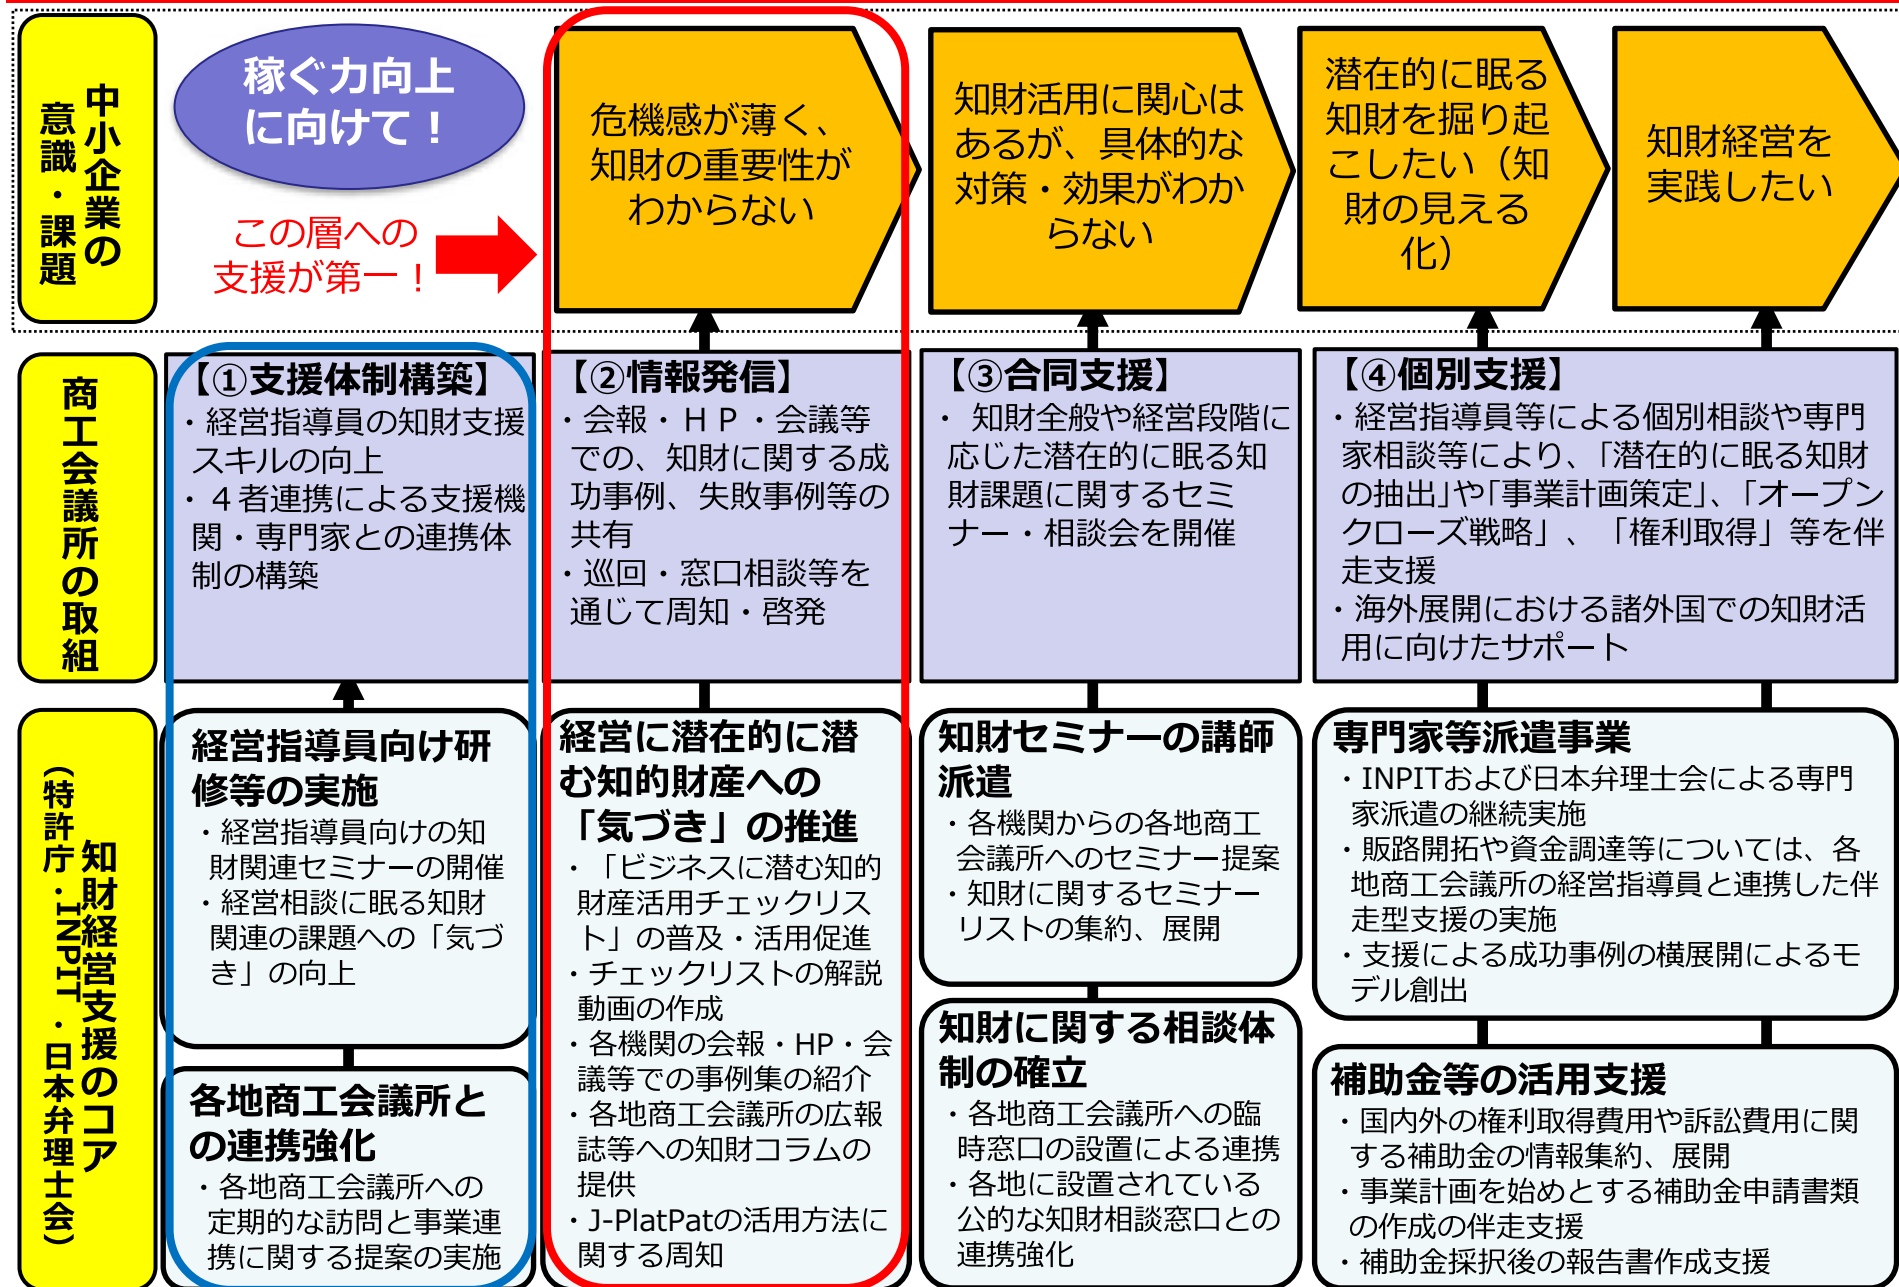 中小企業の
意識・課題
稼ぐ力向上
に向けて！
この層への
支援が第一！
危機感が薄く、
知財の重要性が
わからない
知財活用に関心は
あるが、具体的な
対策・効果がわか
らない
潜在的に眠る
知財を掘り起
こしたい（知
財の見える
化）
知財経営を
実践したい
商工会議所の取組
【①支援体制構築】
・経営指導員の知財支援
スキルの向上
・４者連携による支援機
関・専門家との連携体
制の構築
【②情報発信】
・会報・ＨＰ・会議等
での、知財に関する成
功事例、失敗事例等の
共有
・巡回・窓口相談等を
通じて周知・啓発
【③合同支援】
・ 知財全般や経営段階に
応じた潜在的に眠る知
財課題に関するセミ
ナー・相談会を開催
【④個別支援】
・経営指導員等による個別相談や専門
家相談等により、「潜在的に眠る知財
の抽出」や「事業計画策定」、「オープン
クローズ戦略」、「権利取得」等を伴
走支援
・海外展開における諸外国での知財活
用に向けたサポート
知財経営支援のコア
（特許庁・INPIT・日本弁理士会）
経営指導員向け研
修等の実施
・経営指導員向けの知
財関連セミナーの開催
・経営相談に眠る知財
関連の課題への「気づ
き」の向上
各地商工会議所と
の連携強化
・各地商工会議所への
定期的な訪問と事業連
携に関する提案の実施
経営に潜在的に潜
む知的財産への
「気づき」の推進
・「ビジネスに潜む知的
財産活用チェックリス
ト」の普及・活用促進
・チェックリストの解説
動画の作成
・各機関の会報・HP・会
議等での事例集の紹介
・各地商工会議所の広報
誌等への知財コラムの
提供
・J-PlatPatの活用方法に
関する周知
知財セミナーの講師
派遣
・各機関からの各地商工
会議所へのセミナー提案
・知財に関するセミナー
リストの集約、展開
知財に関する相談体
制の確立
・各地商工会議所への臨
時窓口の設置による連携
・各地に設置されている
公的な知財相談窓口との
連携強化
専門家等派遣事業
・INPITおよび日本弁理士会による専門
家派遣の継続実施
・販路開拓や資金調達等については、各
地商工会議所の経営指導員と連携した伴
走型支援の実施
・支援による成功事例の横展開によるモ
デル創出
補助金等の活用支援
・国内外の権利取得費用や訴訟費用に関
する補助金の情報集約、展開
・事業計画を始めとする補助金申請書類
の作成の伴走支援
・補助金採択後の報告書作成支援